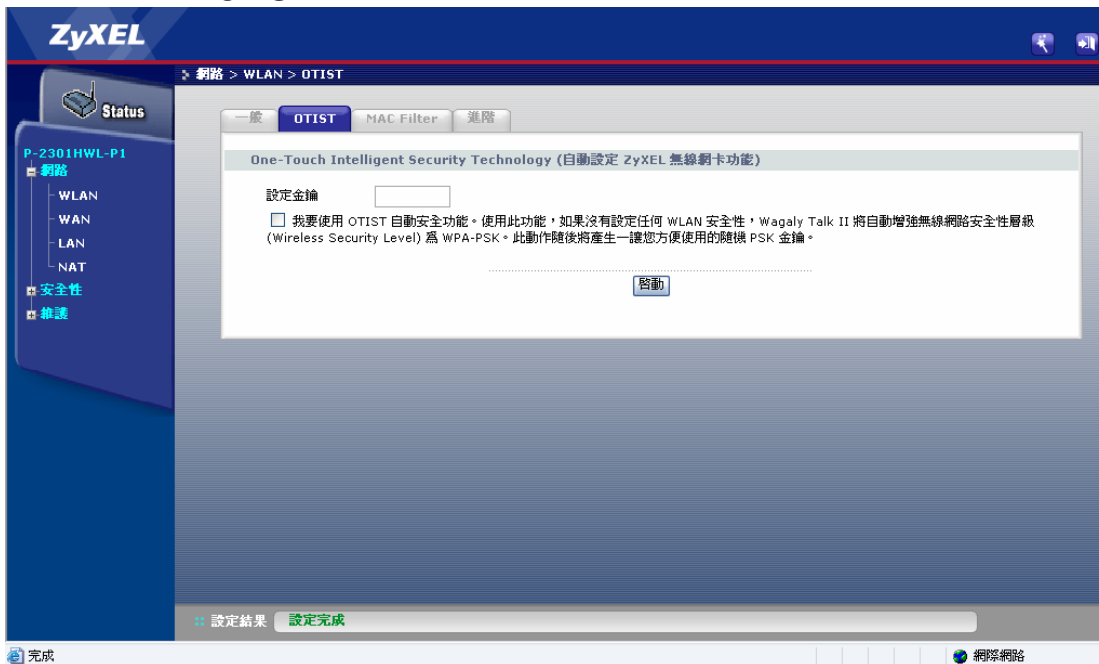 ZyXEL
網路 > WLAN > OTIST
Status
一般 OTIST MAC Filter 進階
P-2301HWL-P1
網路
WLAN
WAN
LAN
NAT
安全性
維護
One-Touch Intelligent Security Technology (自動設定 ZyXEL 無線網卡功能)
設定金鑰
我要使用 OTIST 自動安全功能。使用此功能，如果沒有設定任何 WLAN 安全性，Wagaly Talk II 將自動增強無線網路安全性層級
(Wireless Security Level) 為 WPA-PSK。此動作隨後將產生一讓您方便使用的隨機 PSK 金鑰。
啟動
設定結果 設定完成
完成 網際網路